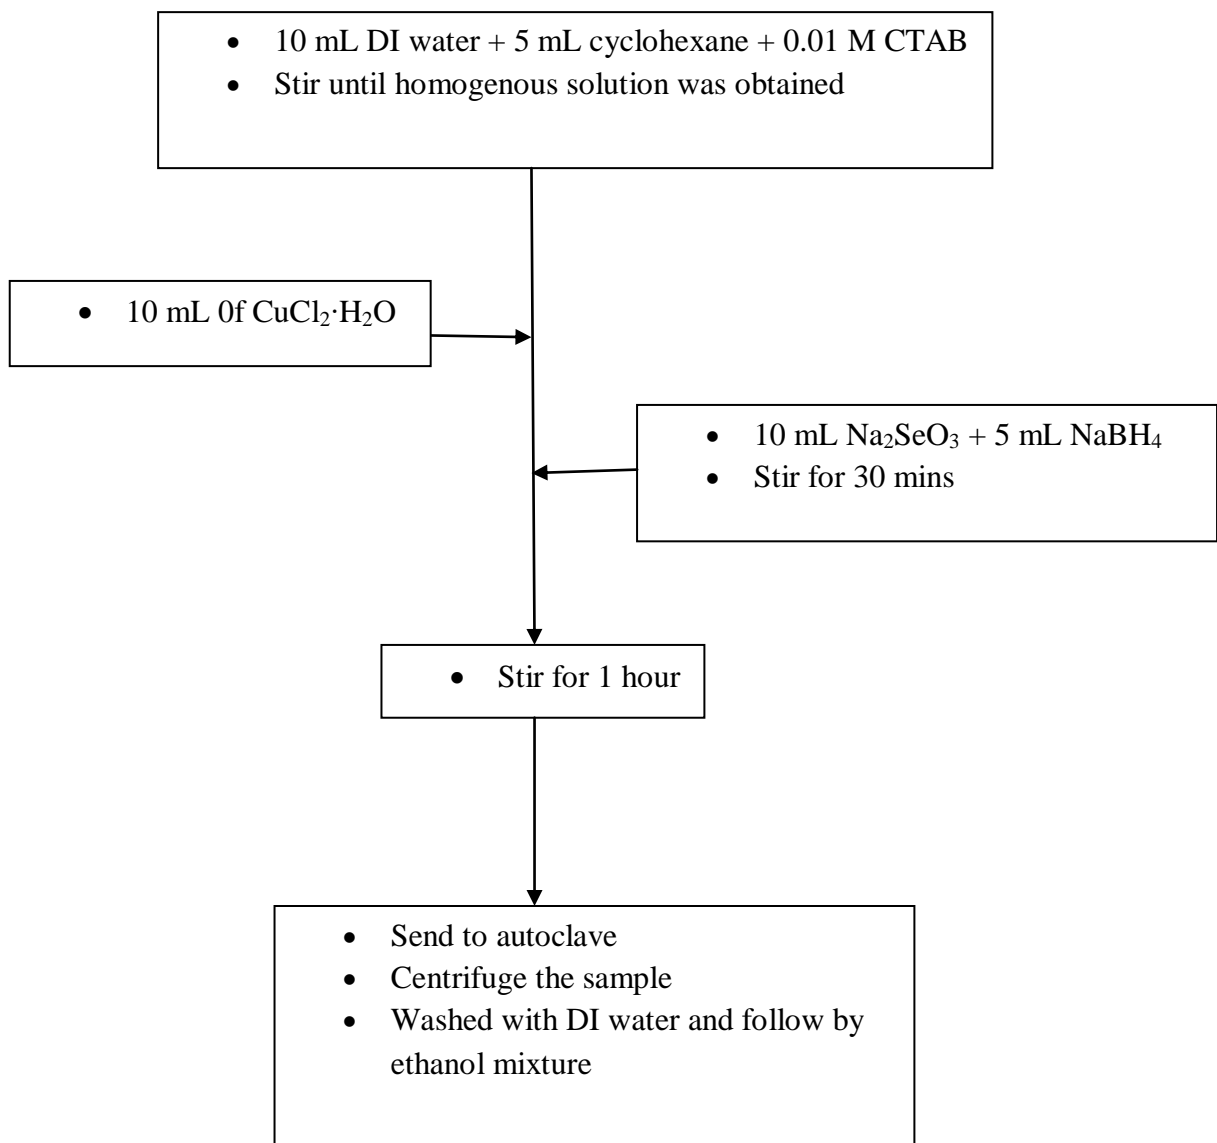 • 10 mL DI water + 5 mL cyclohexane + 0.01 M CTAB
• Stir until homogenous solution was obtained
• 10 mL 0f CuCl₂·H₂O
• 10 mL Na₂SeO₃ + 5 mL NaBH₄
• Stir for 30 mins
• Stir for 1 hour
• Send to autoclave
• Centrifuge the sample
• Washed with DI water and follow by
ethanol mixture